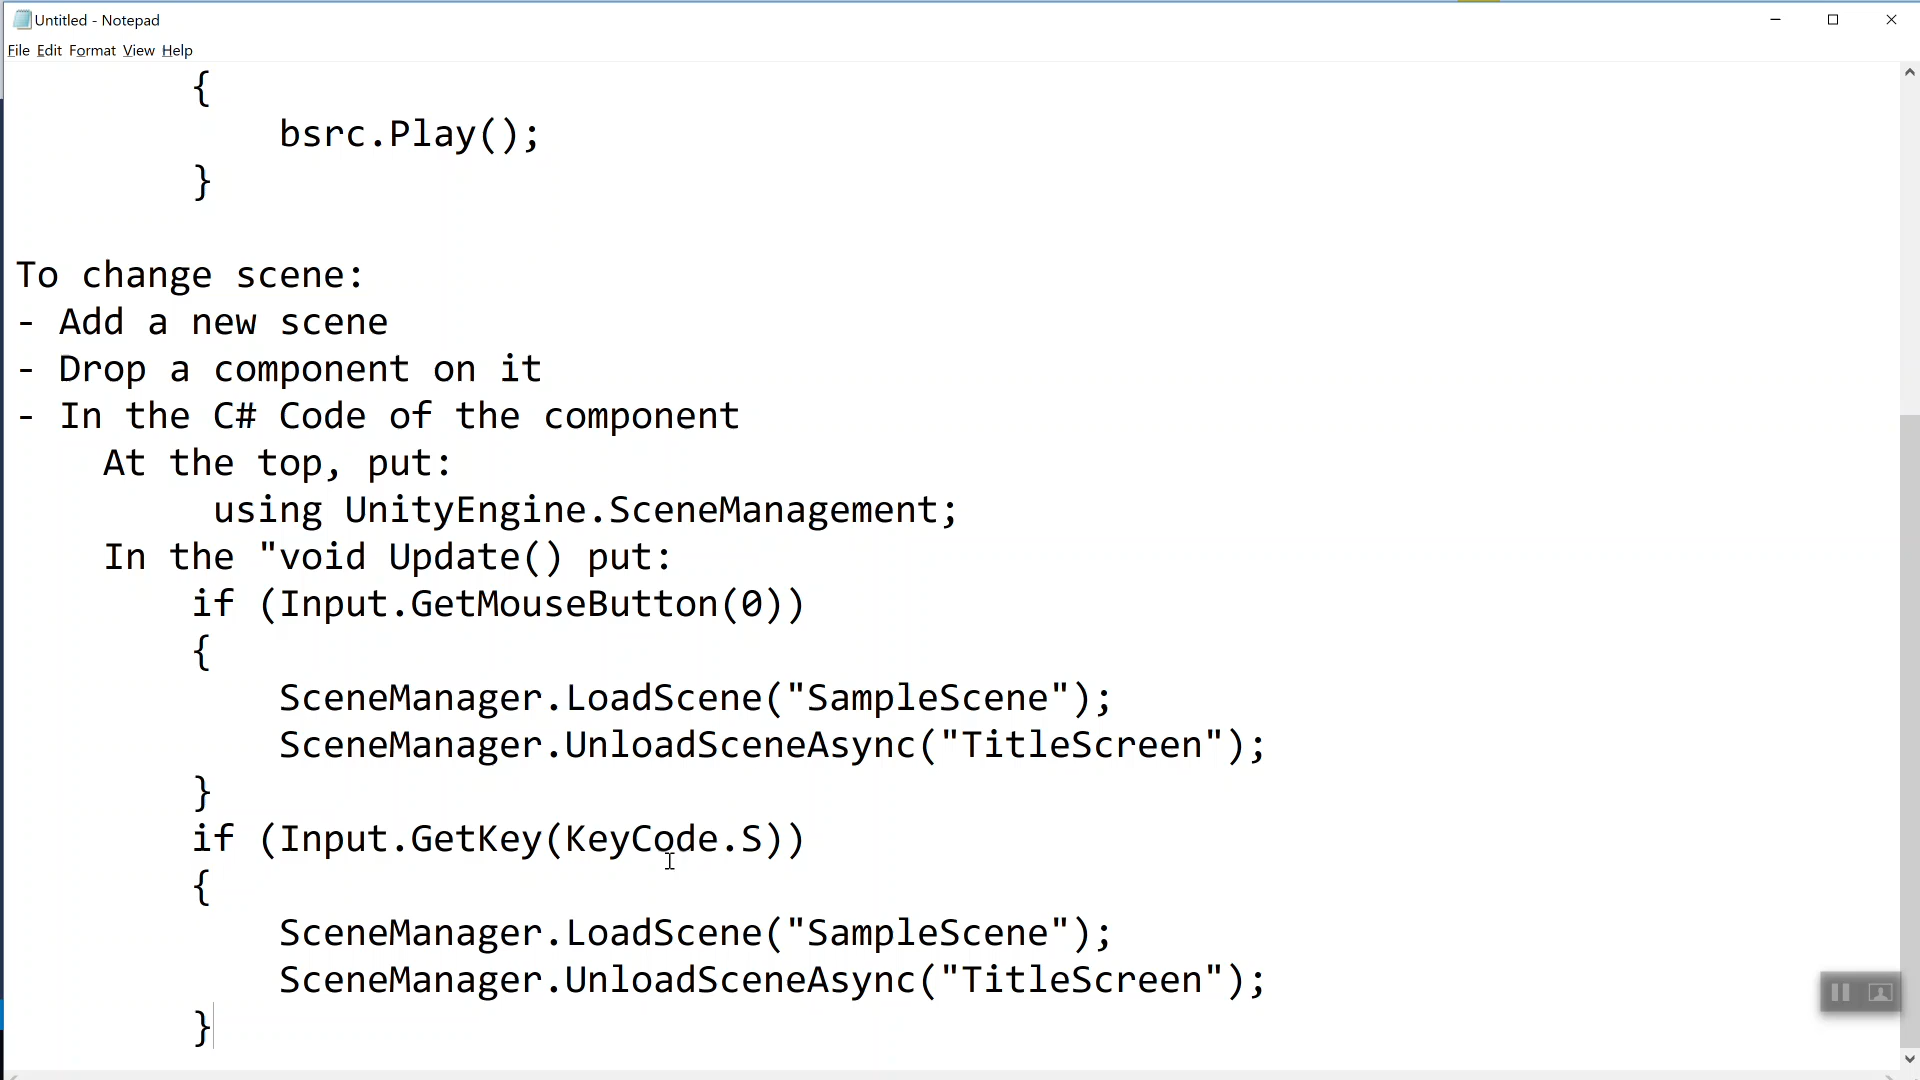 Untitled - Notepad
File Edit Format View Help
{
bsrc.Play();
}
To change scene:
- Add a new scene
- Drop a component on it
- In the C# Code of the component
At the top, put:
using UnityEngine.SceneManagement;
In the "void Update() put:
if (Input.GetMouseButton(0))
{
SceneManager.LoadScene("SampleScene");
SceneManager.UnloadSceneAsync("TitleScreen");
}
if (Input.GetKey(KeyCode.S))
{
SceneManager.LoadScene("SampleScene");
SceneManager.UnloadSceneAsync("TitleScreen");
}